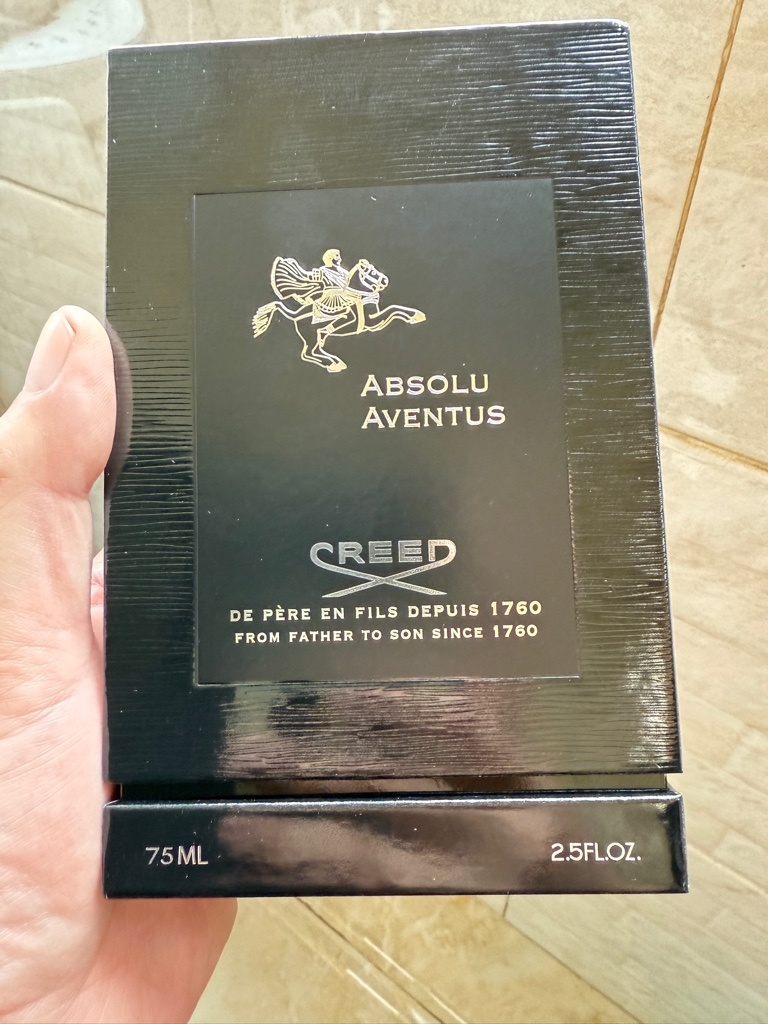 ABSOLU
AVENTUS
CREED
DE PÈRE EN FILS DEPUIS 1760
FROM FATHER TO SON SINCE 1760
75ML
2.5FL.OZ.